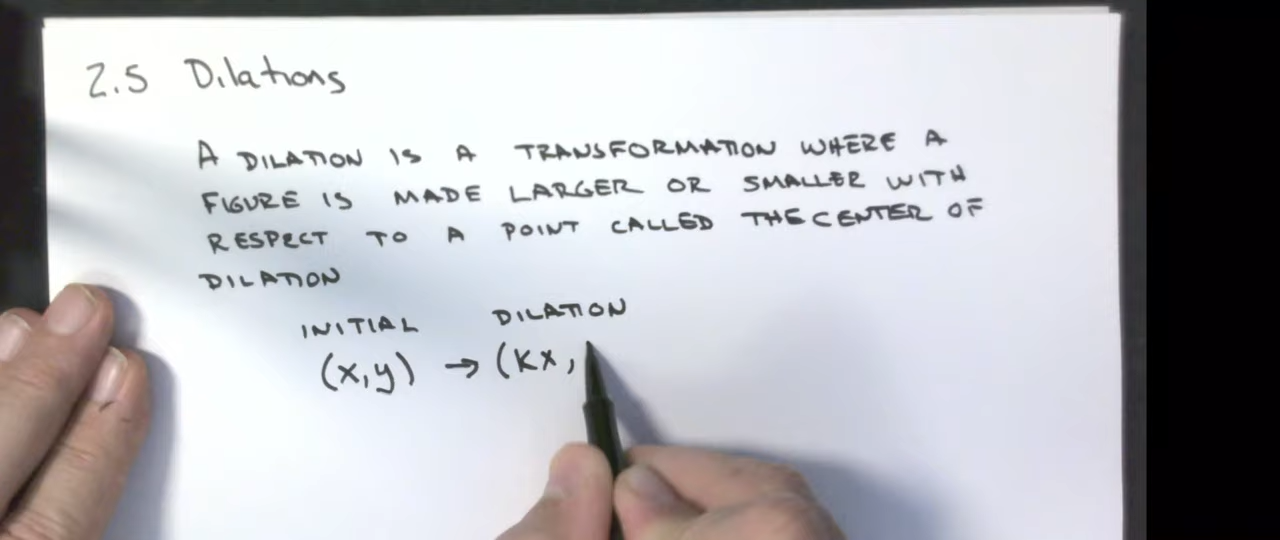 2.5 Dilations
A DILATION IS A TRANSFORMATION WHERE A
FIGURE IS MADE LARGER OR SMALLER WITH
RESPECT TO A POINT CALLED THE CENTER OF
DILATION
INITIAL DILATION
(x,y) → (kx,